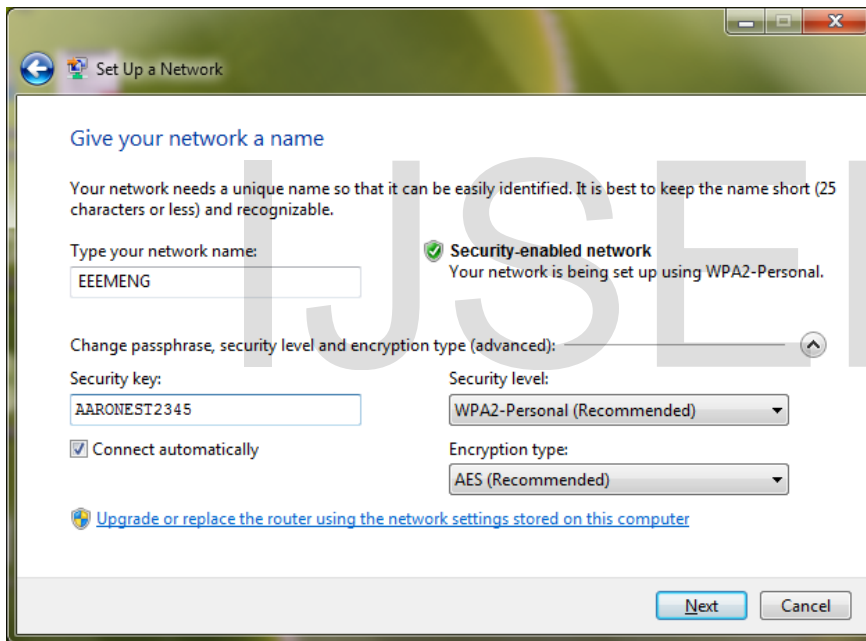 Set Up a Network
Give your network a name
Your network needs a unique name so that it can be easily identified. It is best to keep the name short (25
characters or less) and recognizable.
Type your network name:
EEEMENG
Security-enabled network
Your network is being set up using WPA2-Personal.
Change passphrase, security level and encryption type (advanced):
Security key:
AARONEST2345
Security level:
WPA2-Personal (Recommended)
Connect automatically
Encryption type:
AES (Recommended)
Upgrade or replace the router using the network settings stored on this computer
Next
Cancel
IJSE